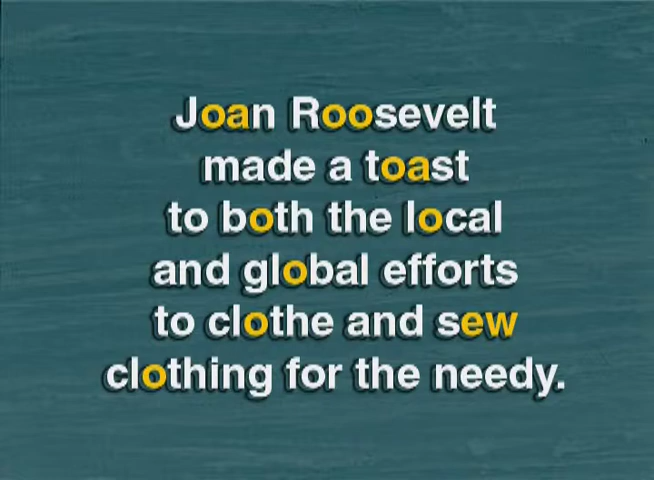 Joan Roosevelt
made a toast
to both the local
and global efforts
to clothe and sew
clothing for the needy.